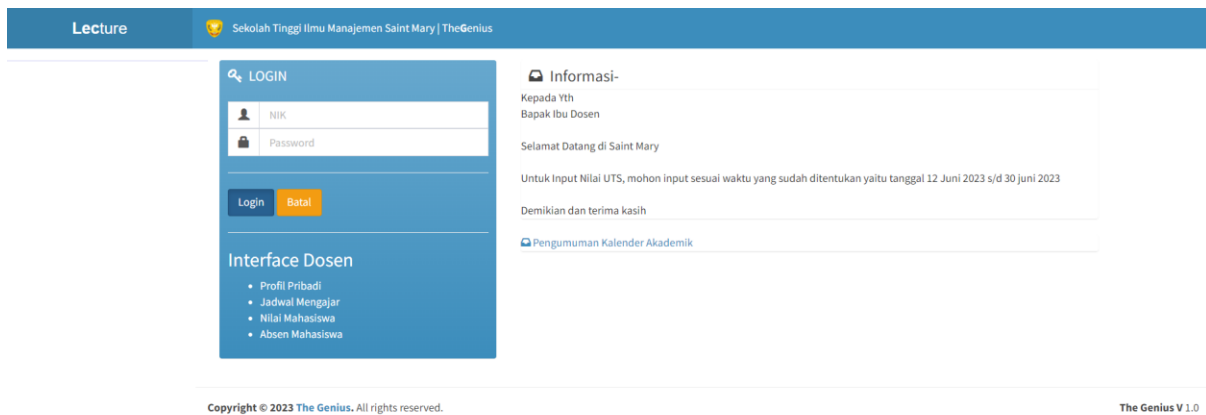 Lecture
Sekolah Tinggi Ilmu Manajemen Saint Mary | TheGenius
LOGIN
NIK
Password
Login Batal
Interface Dosen
Profil Pribadi
Jadwal Mengajar
Nilai Mahasiswa
Absen Mahasiswa
Informasi-
Kepada Yth
Bapak Ibu Dosen
Selamat Datang di Saint Mary
Untuk Input Nilai UTS, mohon input sesuai waktu yang sudah ditentukan yaitu tanggal 12 Juni 2023 s/d 30 juni 2023
Demikian dan terima kasih
Pengumuman Kalender Akademik
Copyright © 2023 The Genius. All rights reserved.
The Genius V 1.0